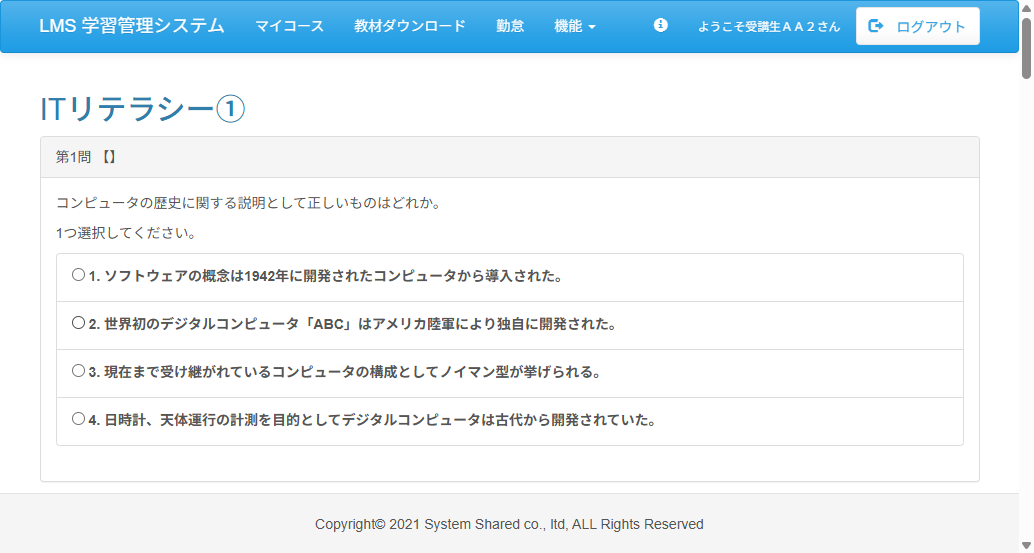 LMS 学習管理システム マイコース 教材ダウンロード 勤怠 機能 ようこそ受講生ＡＡ２さん ログアウト
ITリテラシー①
第1問 【】
コンピュータの歴史に関する説明として正しいものはどれか。
1つ選択してください。
1. ソフトウェアの概念は1942年に開発されたコンピュータから導入された。
2. 世界初のデジタルコンピュータ「ABC」はアメリカ陸軍により独自に開発された。
3. 現在まで受け継がれているコンピュータの構成としてノイマン型が挙げられる。
4. 日時計、天体運行の計測を目的としてデジタルコンピュータは古代から開発されていた。
Copyright© 2021 System Shared co., ltd, ALL Rights Reserved